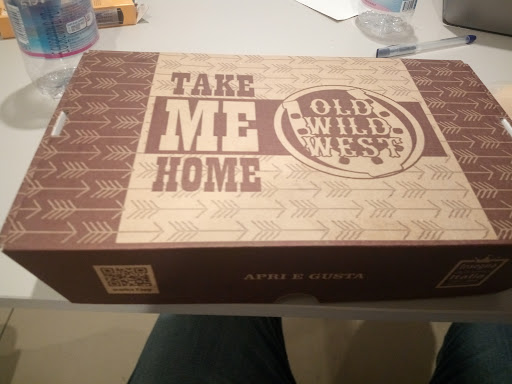 TAKE
ME
HOME
OLD
WILD
WEST
APRI E GUSTA